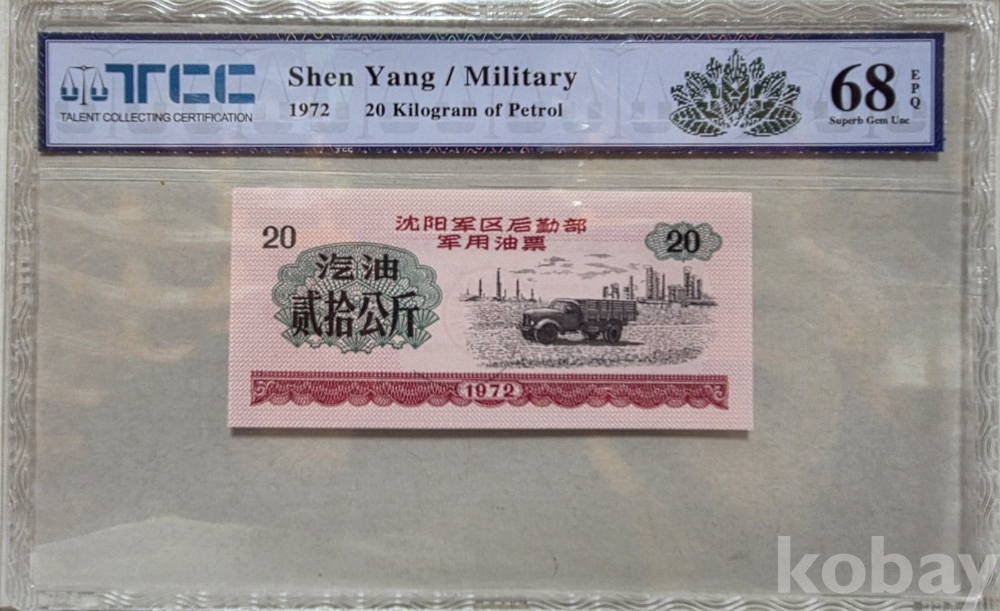 TCC
TALENT COLLECTING CERTIFICATION
Shen Yang / Military
1972 20 Kilogram of Petrol
68 EPQ
Superb Gem Unc
沈阳军区后勤部
军用油票
20
20
汽油
贰拾公斤
1972
kobay